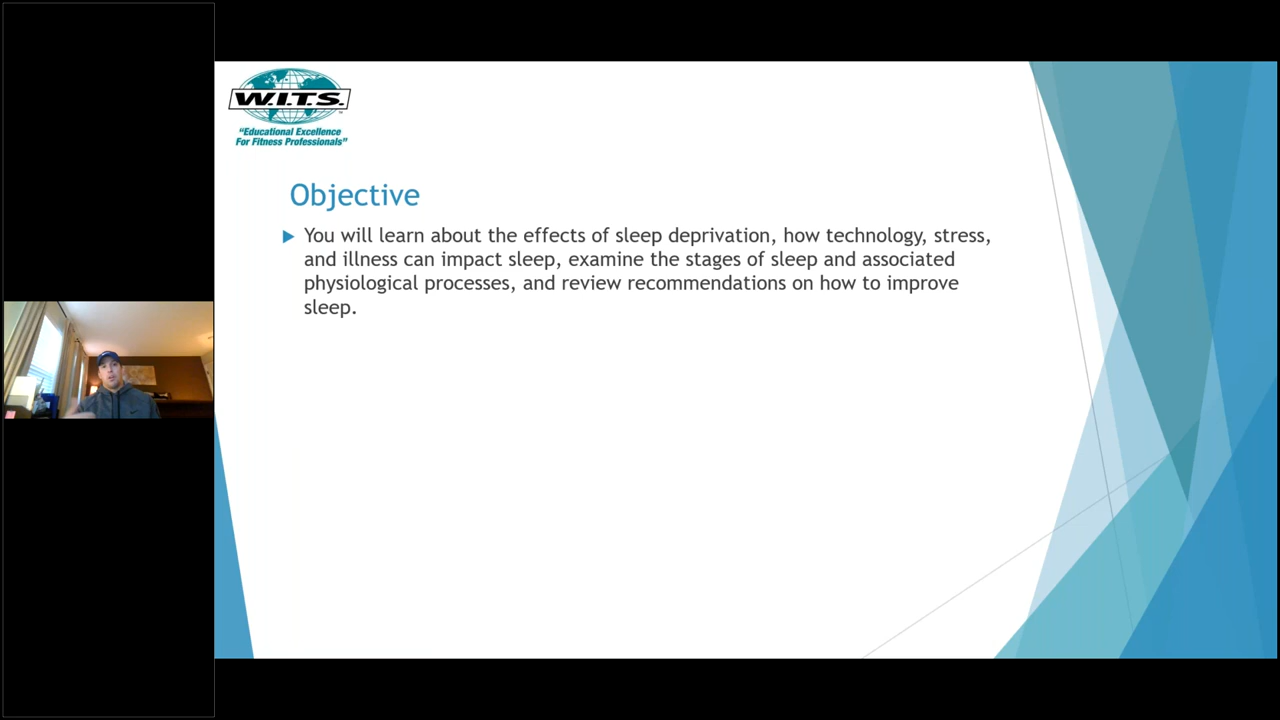 W.I.T.S.
"Educational Excellence
For Fitness Professionals"
Objective
You will learn about the effects of sleep deprivation, how technology, stress,
and illness can impact sleep, examine the stages of sleep and associated
physiological processes, and review recommendations on how to improve
sleep.